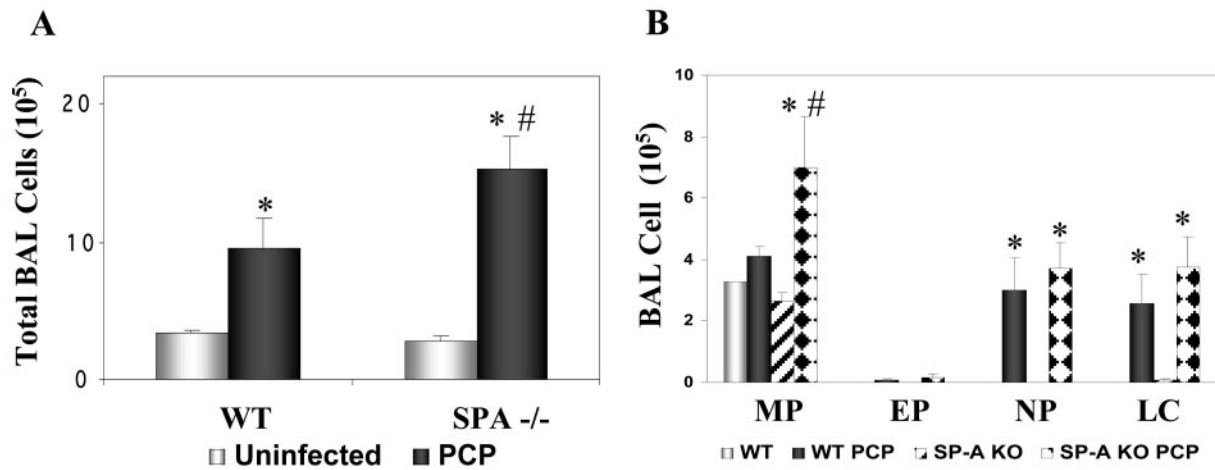 A
Total BAL Cells (10⁵)
20
10
0
* 
* #
WT SPA -/-
Uninfected PCP
B
BAL Cell (10⁵)
10
8
6
4
2
0
* #
* *
* *
MP EP NP LC
WT WT PCP SP-A KO SP-A KO PCP